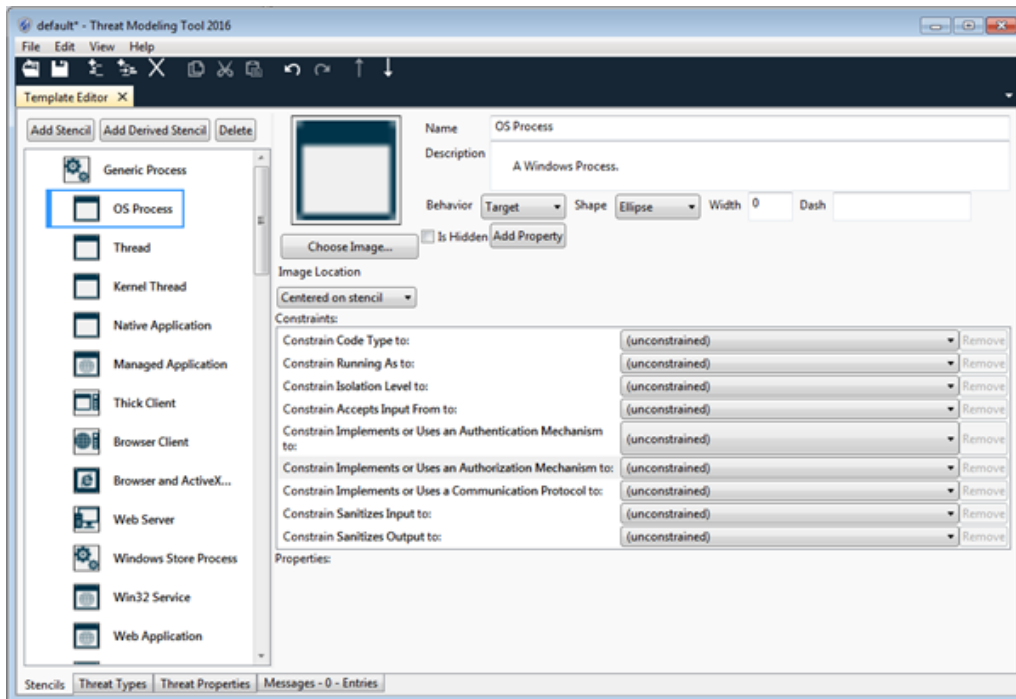 default* - Threat Modeling Tool 2016
File Edit View Help
Template Editor X
Add Stencil Add Derived Stencil Delete
Generic Process
OS Process
Thread
Kernel Thread
Native Application
Managed Application
Thick Client
Browser Client
Browser and ActiveX...
Web Server
Windows Store Process
Win32 Service
Web Application
Name OS Process
Description A Windows Process.
Behavior Target Shape Ellipse Width 0 Dash
Choose Image... Is Hidden Add Property
Image Location
Centered on stencil
Constraints:
Constrain Code Type to: (unconstrained) Remove
Constrain Running As to: (unconstrained) Remove
Constrain Isolation Level to: (unconstrained) Remove
Constrain Accepts Input From to: (unconstrained) Remove
Constrain Implements or Uses an Authentication Mechanism
to: (unconstrained) Remove
Constrain Implements or Uses an Authorization Mechanism to: (unconstrained) Remove
Constrain Implements or Uses a Communication Protocol to: (unconstrained) Remove
Constrain Sanitizes Input to: (unconstrained) Remove
Constrain Sanitizes Output to: (unconstrained) Remove
Properties:
Stencils Threat Types Threat Properties Messages - 0 - Entries